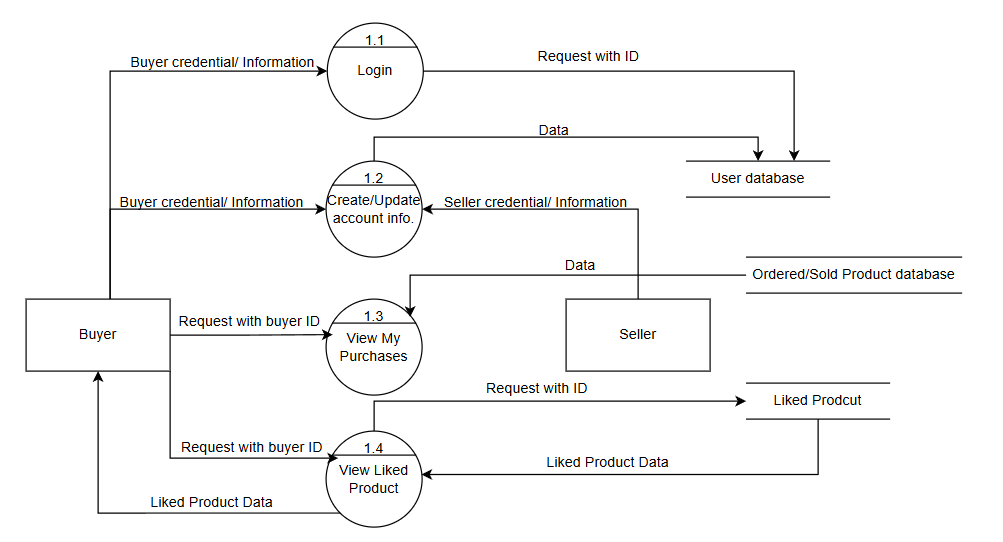 1.1
Buyer credential/ Information
Login
Request with ID
Data
1.2
User database
Buyer credential/ Information
Create/Update
account info.
Seller credential/ Information
Data
Ordered/Sold Product database
1.3
Request with buyer ID
Buyer
View My
Purchases
Seller
Request with ID
Liked Prodcut
1.4
Request with buyer ID
View Liked
Product
Liked Product Data
Liked Product Data